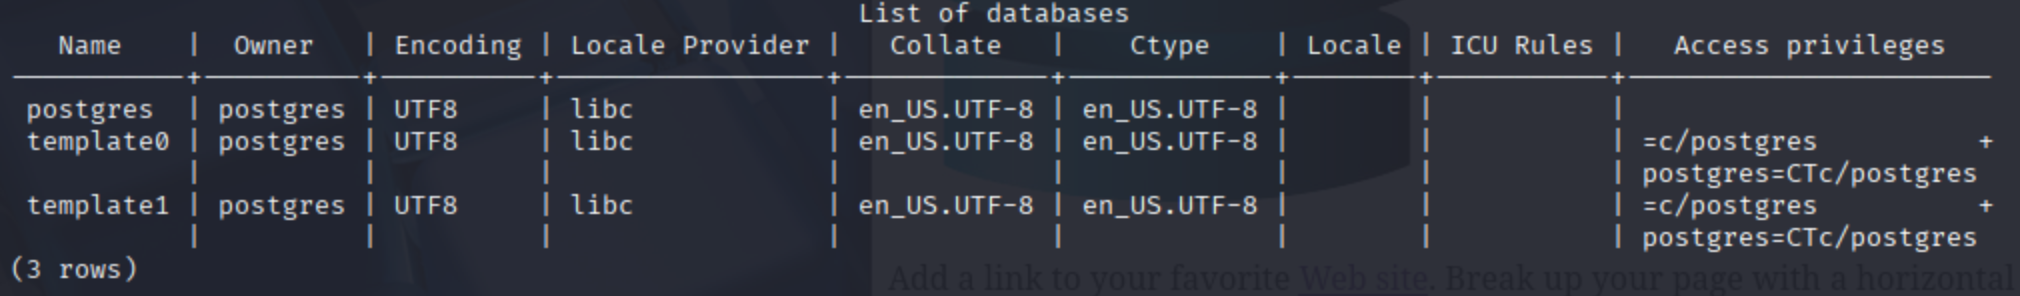 List of databases
Name | Owner | Encoding | Locale Provider | Collate | Ctype | Locale | ICU Rules | Access privileges
postgres | postgres | UTF8 | libc | en_US.UTF-8 | en_US.UTF-8 | | |
template0 | postgres | UTF8 | libc | en_US.UTF-8 | en_US.UTF-8 | | | =c/postgres +
| | | | | | | | postgres=CTc/postgres
template1 | postgres | UTF8 | libc | en_US.UTF-8 | en_US.UTF-8 | | | =c/postgres +
| | | | | | | | postgres=CTc/postgres
(3 rows)
Add a link to your favorite Web site. Break up your page with a horizontal